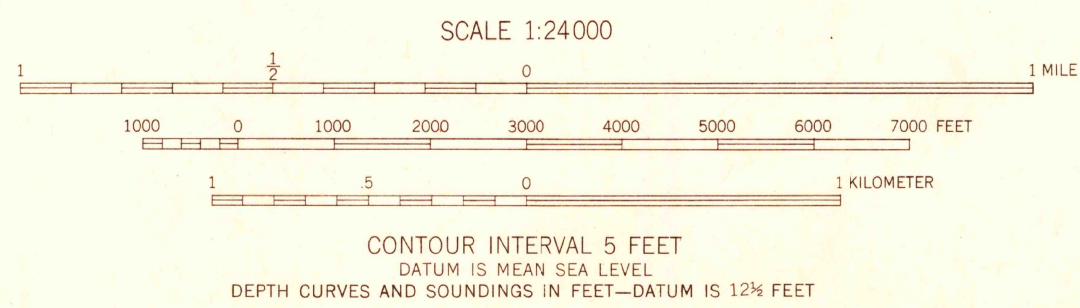 SCALE 1:24000
1 1/2 0 1 MILE
1000 0 1000 2000 3000 4000 5000 6000 7000 FEET
1 .5 0 1 KILOMETER
CONTOUR INTERVAL 5 FEET
DATUM IS MEAN SEA LEVEL
DEPTH CURVES AND SOUNDINGS IN FEET—DATUM IS 12½ FEET